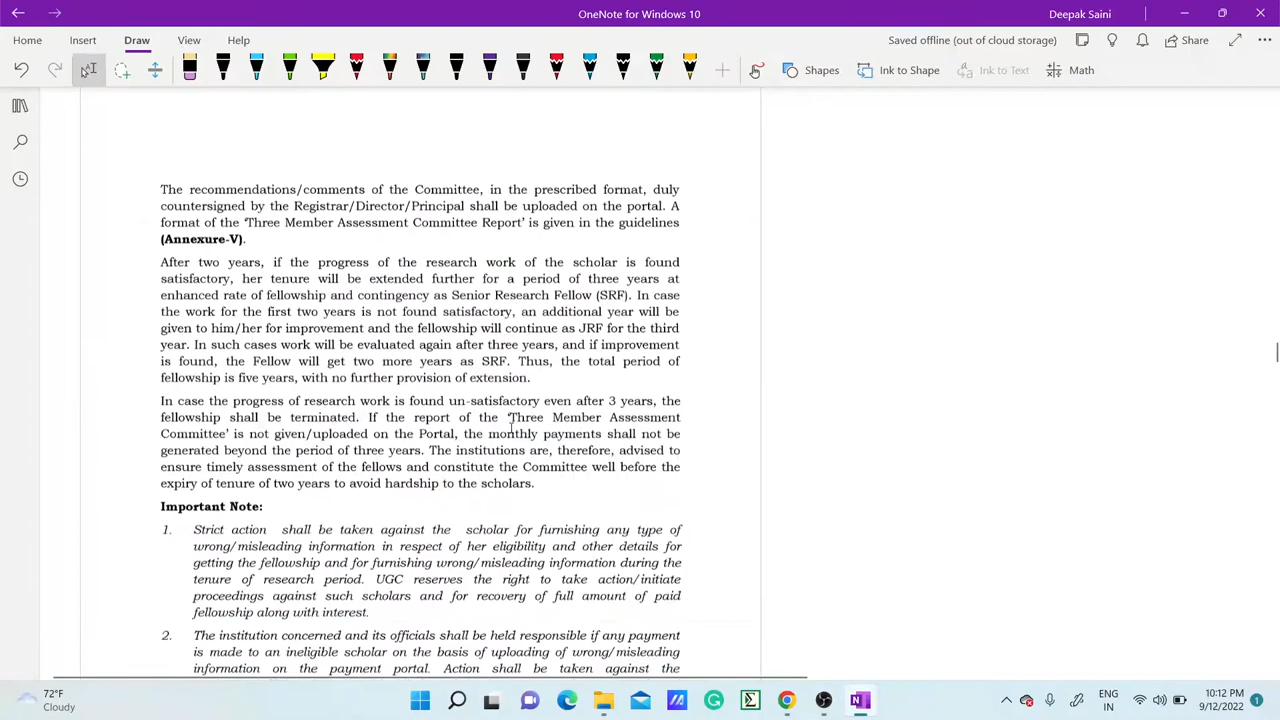 OneNote for Windows 10
Deepak Saini
Home
Insert
Draw
View
Help
Saved offline (out of cloud storage)
Share
Shapes
Ink to Shape
Ink to Text
Math
The recommendations/comments of the Committee, in the prescribed format, duly
countersigned by the Registrar/Director/Principal shall be uploaded on the portal. A
format of the 'Three Member Assessment Committee Report' is given in the guidelines
(Annexure-V).
After two years, if the progress of the research work of the scholar is found
satisfactory, her tenure will be extended further for a period of three years at
enhanced rate of fellowship and contingency as Senior Research Fellow (SRF). In case
the work for the first two years is not found satisfactory, an additional year will be
given to him/her for improvement and the fellowship will continue as JRF for the third
year. In such cases work will be evaluated again after three years, and if improvement
is found, the Fellow will get two more years as SRF. Thus, the total period of
fellowship is five years, with no further provision of extension.
In case the progress of research work is found un-satisfactory even after 3 years, the
fellowship shall be terminated. If the report of the 'Three Member Assessment
Committee' is not given/uploaded on the Portal, the monthly payments shall not be
generated beyond the period of three years. The institutions are, therefore, advised to
ensure timely assessment of the fellows and constitute the Committee well before the
expiry of tenure of two years to avoid hardship to the scholars.
Important Note:
1. Strict action shall be taken against the scholar for furnishing any type of
wrong/misleading information in respect of her eligibility and other details for
getting the fellowship and for furnishing wrong/misleading information during the
tenure of research period. UGC reserves the right to take action/initiate
proceedings against such scholars and for recovery of full amount of paid
fellowship along with interest.
2. The institution concerned and its officials shall be held responsible if any payment
is made to an ineligible scholar on the basis of uploading of wrong/misleading
information on the payment portal. Action shall be taken against the
72°F
Cloudy
ENG
IN
10:12 PM
9/12/2022
1